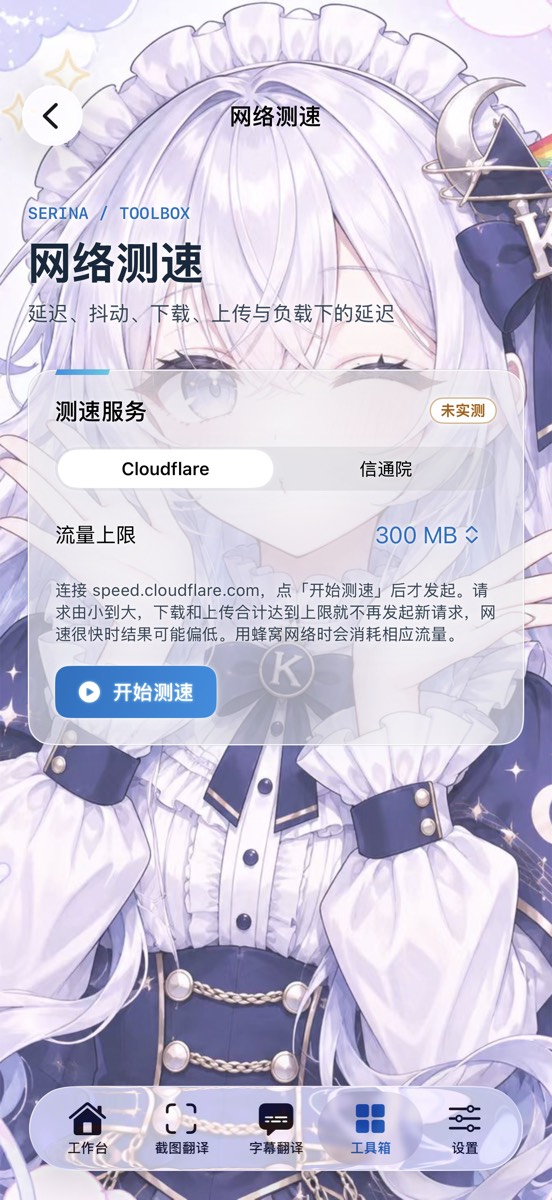 网络测速
SERINA / TOOLBOX
网络测速
延迟、抖动、下载、上传与负载下的延迟
测速服务
未实测
Cloudflare
信通院
流量上限
300 MB
连接 speed.cloudflare.com，点「开始测速」后才发起。请
求由小到大，下载和上传合计达到上限就不再发起新请求，网
速很快时结果可能偏低。用蜂窝网络时会消耗相应流量。
开始测速
K
K
工作台
截图翻译
字幕翻译
工具箱
设置